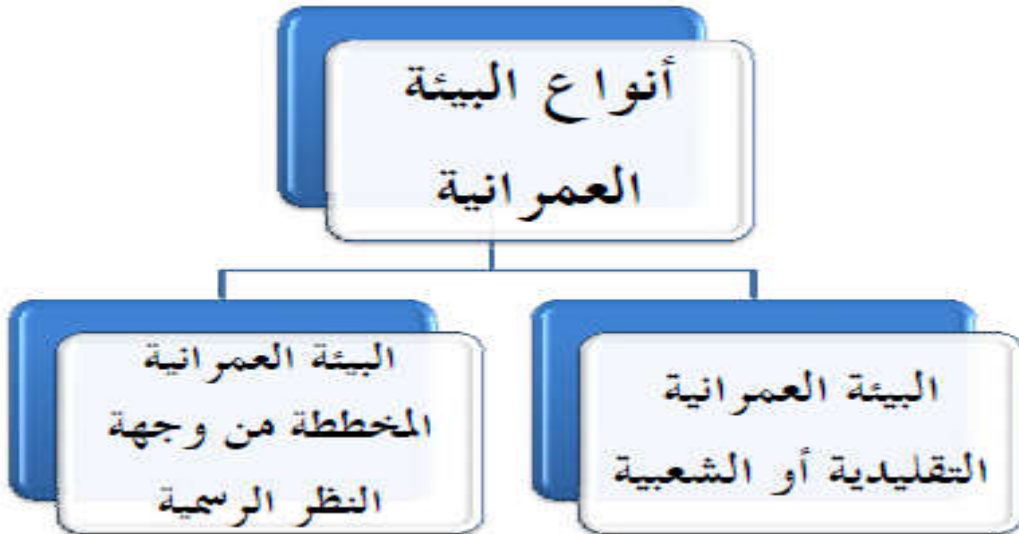 أنواع البيئة
العمرانية
البيئة العمرانية
التقليدية أو الشعبية
البيئة العمرانية
المخططة من وجهة
النظر الرسمية